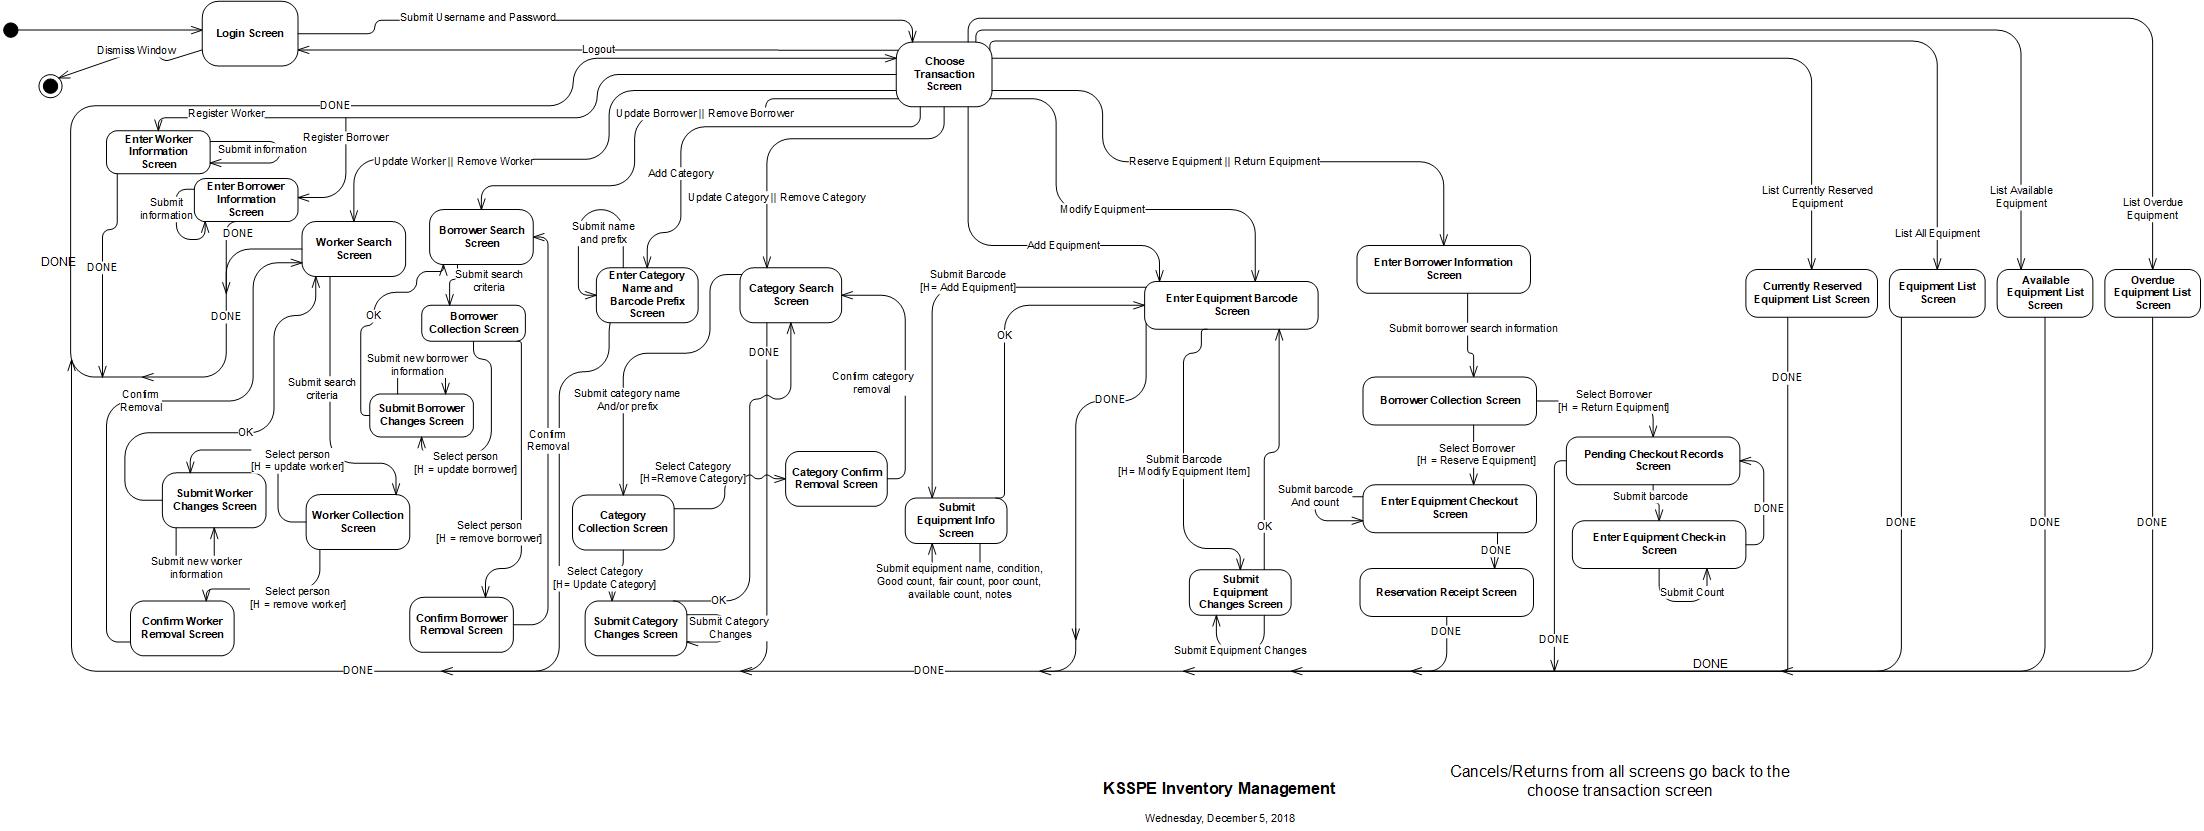 Submit Username and Password
Login Screen
Dismiss Window
Logout
Choose
Transaction
Screen
DONE
Register Worker
Update Borrower || Remove Borrower
Enter Worker
Information
Screen
Submit information
Register Borrower
Update Worker || Remove Worker
Reserve Equipment || Return Equipment
Add Category
Enter Borrower
Information
Screen
Submit
information
Update Category || Remove Category
List Currently Reserved
Equipment
List Available
Equipment
List Overdue
Equipment
Modify Equipment
DONE
Worker Search
Screen
Borrower Search
Screen
Submit name
and prefix
Add Equipment
List All Equipment
DONE
DONE
Submit search
criteria
Enter Category
Name and
Barcode Prefix
Screen
Category Search
Screen
Submit Barcode
[H= Add Equipment]
Enter Equipment Barcode
Screen
Enter Borrower Information
Screen
Currently Reserved
Equipment List Screen
Equipment List
Screen
Available
Equipment List
Screen
Overdue
Equipment List
Screen
DONE
OK
Borrower
Collection Screen
OK
Submit borrower search information
DONE
Submit new borrower
information
Confirm category
removal
DONE
Confirm
Removal
Submit search
criteria
Submit category name
And/or prefix
DONE
Borrower Collection Screen
Select Borrower
[H = Return Equipment]
Submit Borrower
Changes Screen
OK
Confirm
Removal
Select person
[H = update worker]
Select person
[H = update borrower]
Select Category
[H=Remove Category]
Category Confirm
Removal Screen
Submit Barcode
[H= Modify Equipment Item]
Select Borrower
[H = Reserve Equipment]
Pending Checkout Records
Screen
Submit Worker
Changes Screen
Worker Collection
Screen
Select person
[H = remove borrower]
Category
Collection Screen
Submit
Equipment Info
Screen
OK
Submit barcode
And count
Enter Equipment Checkout
Screen
Submit barcode
DONE
DONE
DONE
DONE
Enter Equipment Check-in
Screen
DONE
Submit new worker
information
Select Category
[H= Update Category]
Submit equipment name, condition,
Good count, fair count, poor count,
available count, notes
Submit
Equipment
Changes Screen
Reservation Receipt Screen
Submit Count
Select person
[H = remove worker]
OK
Confirm Worker
Removal Screen
Confirm Borrower
Removal Screen
Submit Category
Changes Screen
Submit Category
Changes
DONE
DONE
Submit Equipment Changes
DONE
DONE
DONE
Cancels/Returns from all screens go back to the
choose transaction screen
KSSPE Inventory Management
Wednesday, December 5, 2018